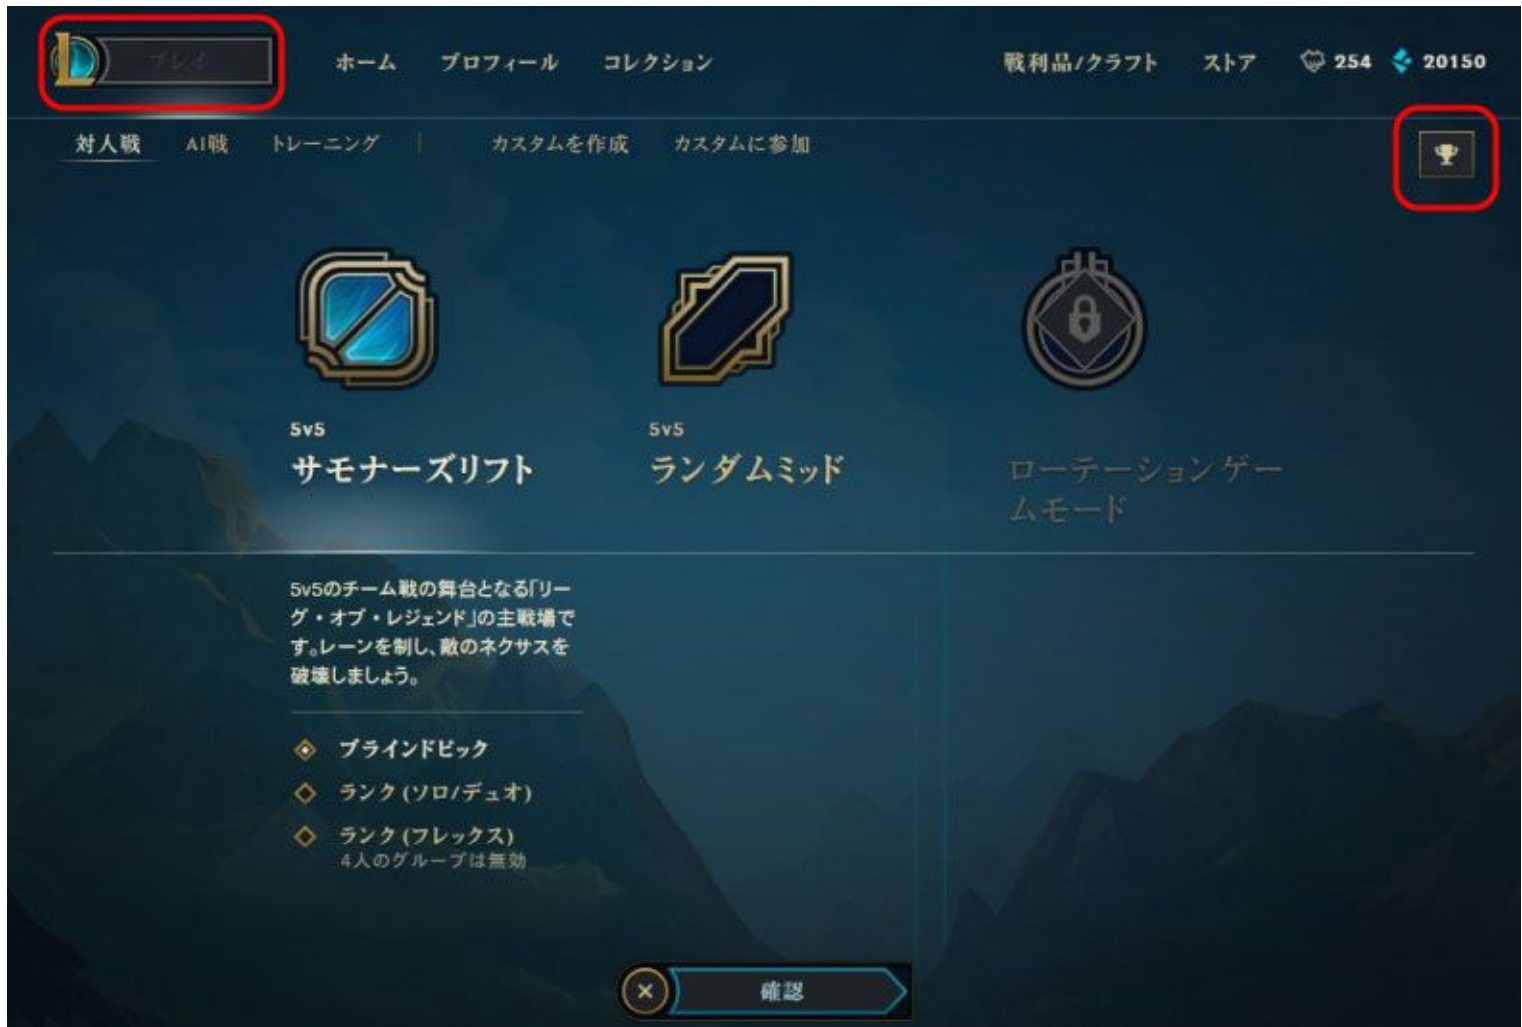 プレイ
ホーム
プロフィール
コレクション
戦利品/クラフト
ストア
254
20150
対人戦
AI戦
トレーニング
カスタムを作成
カスタムに参加
5v5
サモナーズリフト
5v5
ランダムミッド
ローテーションゲー
ムモード
5v5のチーム戦の舞台となる「リー
グ・オブ・レジェンド」の主戦場で
す。レーンを制し、敵のネクサスを
破壊しましょう。
ブラインドピック
ランク (ソロ/デュオ)
ランク (フレックス)
4人のグループは無効
確認